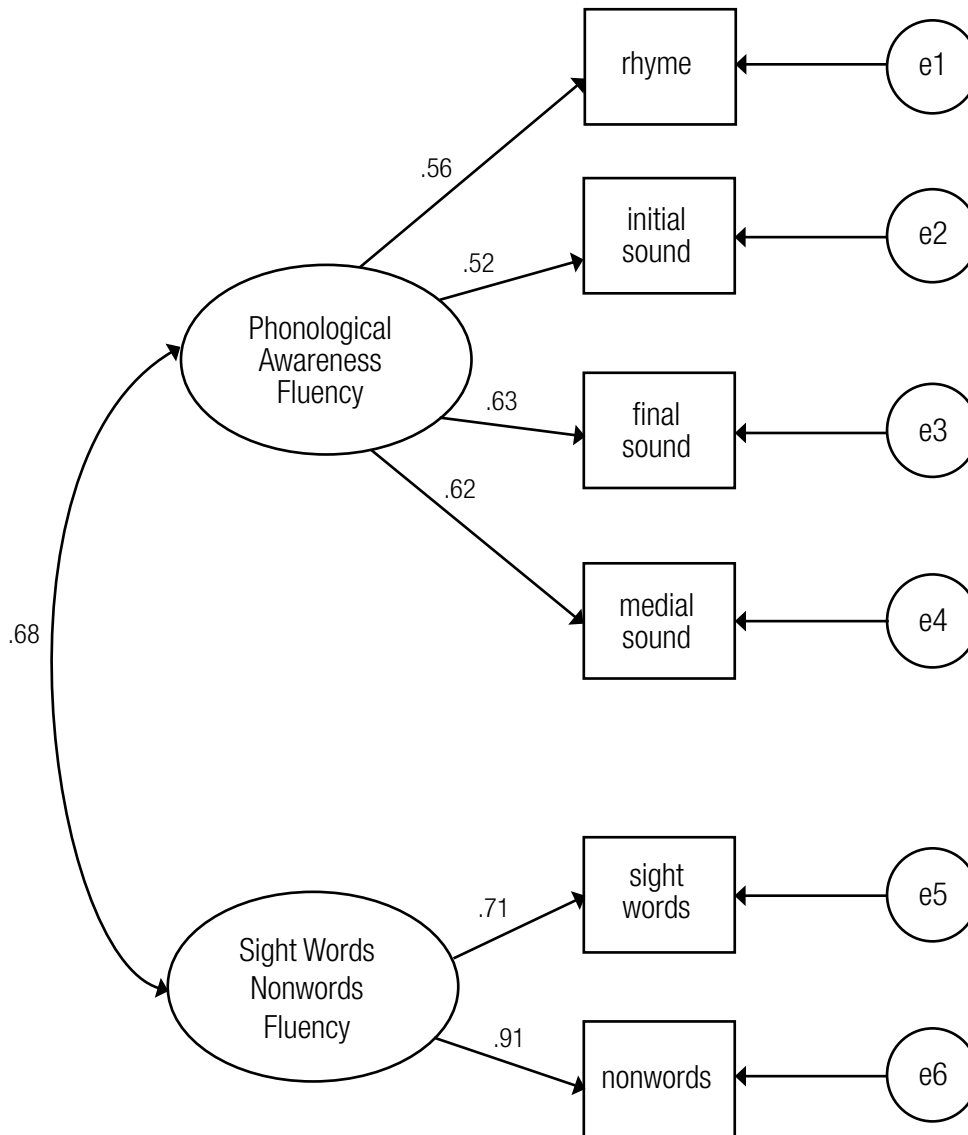 rhyme
e1
.56
initial
sound
e2
.52
Phonological
Awareness
Fluency
.63
final
sound
e3
.62
medial
sound
e4
.68
sight
words
e5
.71
Sight Words
Nonwords
Fluency
.91
nonwords
e6